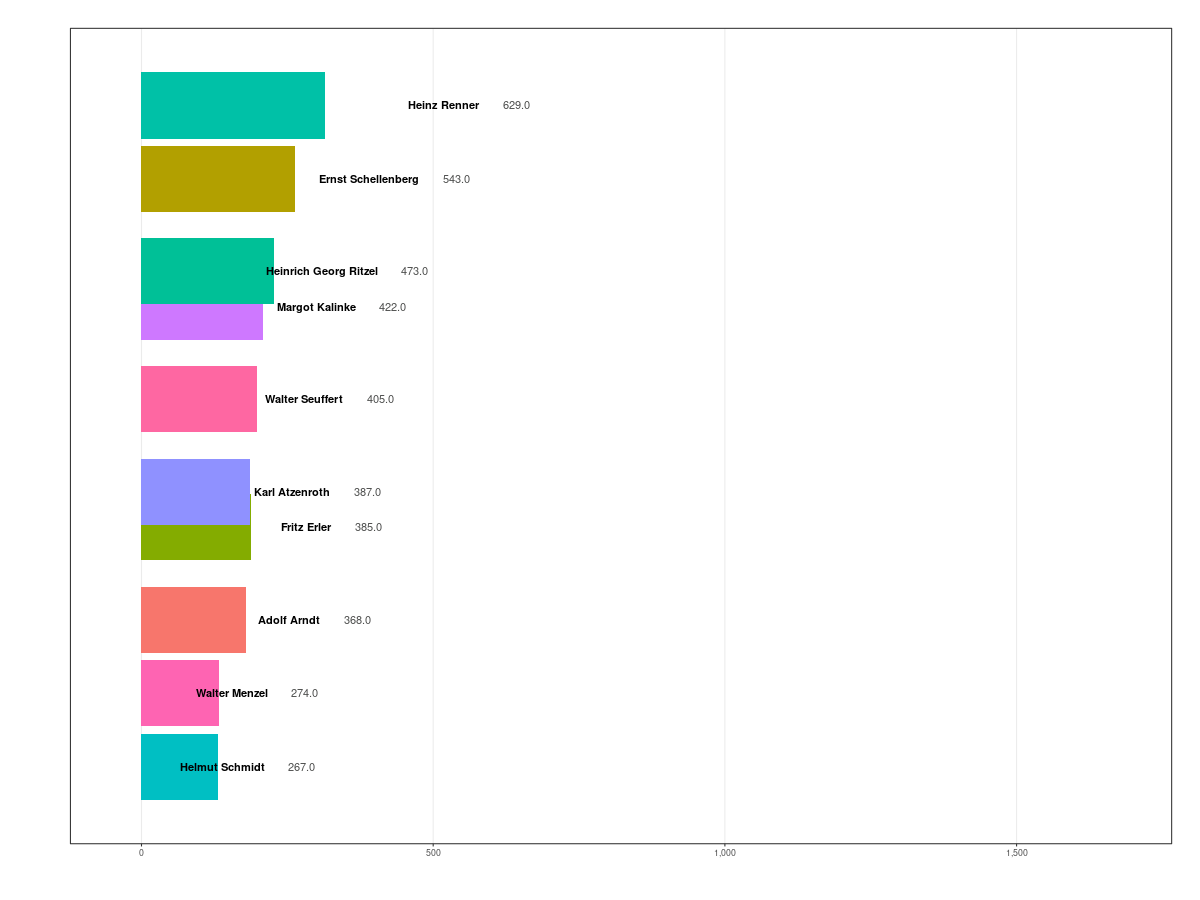 Heinz Renner 629.0
Ernst Schellenberg 543.0
Heinrich Georg Ritzel 473.0
Margot Kalinke 422.0
Walter Seuffert 405.0
Karl Atzenroth 387.0
Fritz Erler 385.0
Adolf Arndt 368.0
Walter Menzel 274.0
Helmut Schmidt 267.0
0 500 1,000 1,500